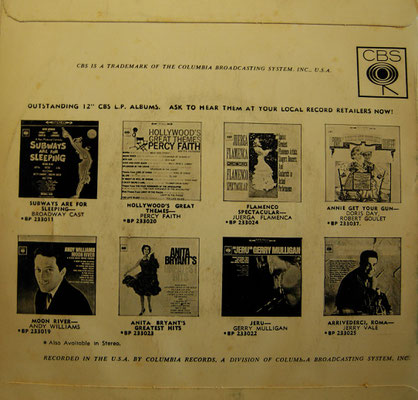 CBS IS A TRADEMARK OF THE COLUMBIA BROADCASTING SYSTEM, INC., U.S.A.
CBS
OUTSTANDING 12" CBS L.P. ALBUMS. ASK TO HEAR THEM AT YOUR LOCAL RECORD RETAILERS NOW!
SUBWAYS ARE FOR SLEEPING
HOLLYWOOD'S
GREAT THEMES
PERCY FAITH
JUERGA
FLAMENCA
FLAMENCO
SPECTACULAR
SUBWAYS ARE FOR
SLEEPING—
BROADWAY CAST
*BP 233011
HOLLYWOOD'S GREAT
THEMES—
PERCY FAITH
*BP 233020
FLAMENCO
SPECTACULAR—
JUERGA FLAMENCA
*BP 233024
ANNIE GET YOUR GUN—
DORIS DAY,
ROBERT GOULET
*BP 233037.
ANDY WILLIAMS
MOON RIVER
ANITA
BRYANT'S
"JERU" GERRY MULLIGAN
MOON RIVER—
ANDY WILLIAMS
*BP 233019
ANITA BRYANT'S
GREATEST HITS
*BP 233023
JERU—
GERRY MULLIGAN
*BP 233022
ARRIVEDERCI, ROMA—
JERRY VALE
*BP 233025
* Also Available in Stereo.
RECORDED IN THE U.S.A. BY COLUMBIA RECORDS, A DIVISION OF COLUMBIA BROADCASTING SYSTEM, INC.